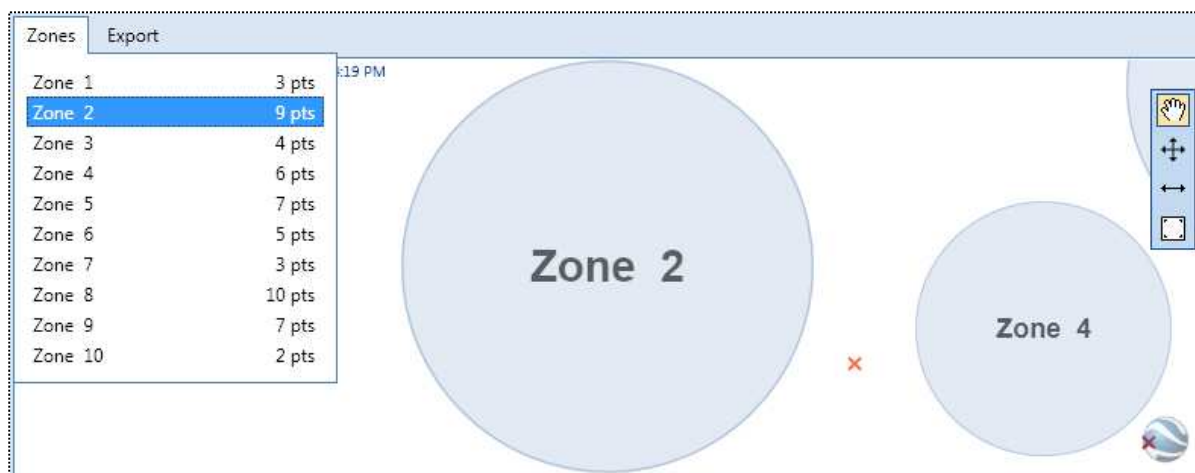 Zones Export
:19 PM
Zone 1 3 pts
Zone 2 9 pts
Zone 3 4 pts
Zone 4 6 pts
Zone 5 7 pts
Zone 6 5 pts
Zone 7 3 pts
Zone 8 10 pts
Zone 9 7 pts
Zone 10 2 pts
Zone 2
Zone 4